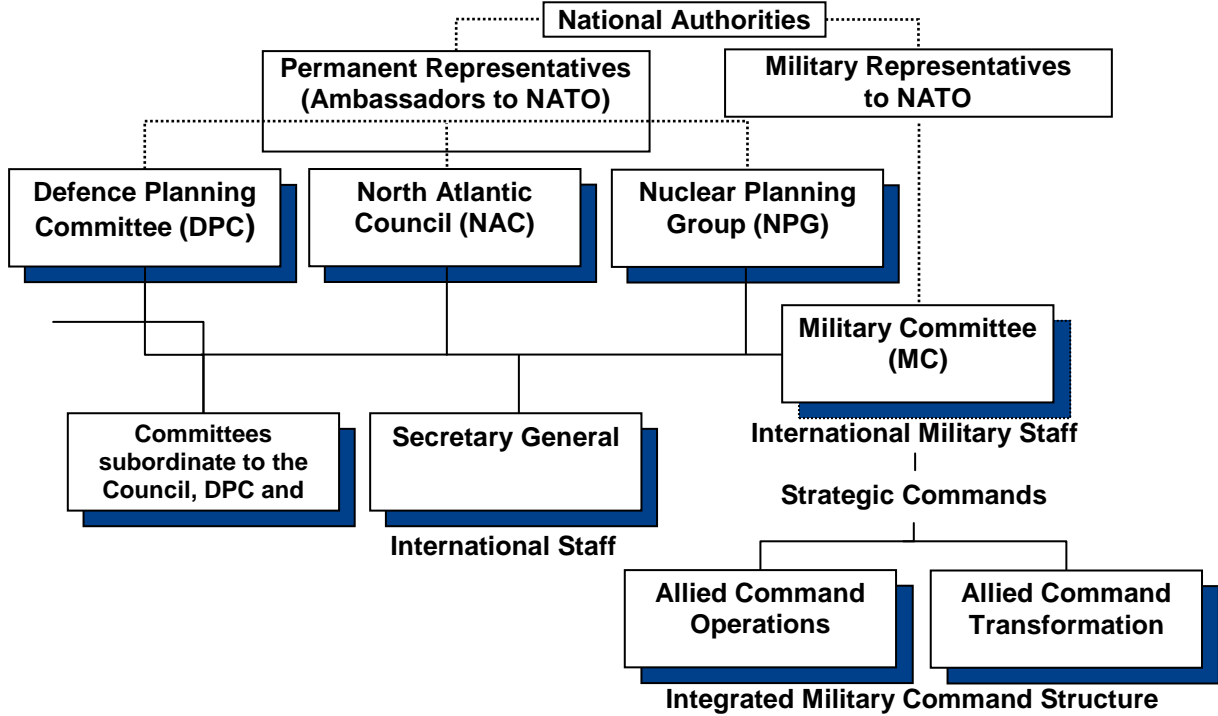 National Authorities
Permanent Representatives
(Ambassadors to NATO)
Military Representatives
to NATO
Defence Planning
Committee (DPC)
North Atlantic
Council (NAC)
Nuclear Planning
Group (NPG)
Military Committee
(MC)
International Military Staff
Committees
subordinate to the
Council, DPC and
Secretary General
International Staff
Strategic Commands
Allied Command
Operations
Allied Command
Transformation
Integrated Military Command Structure